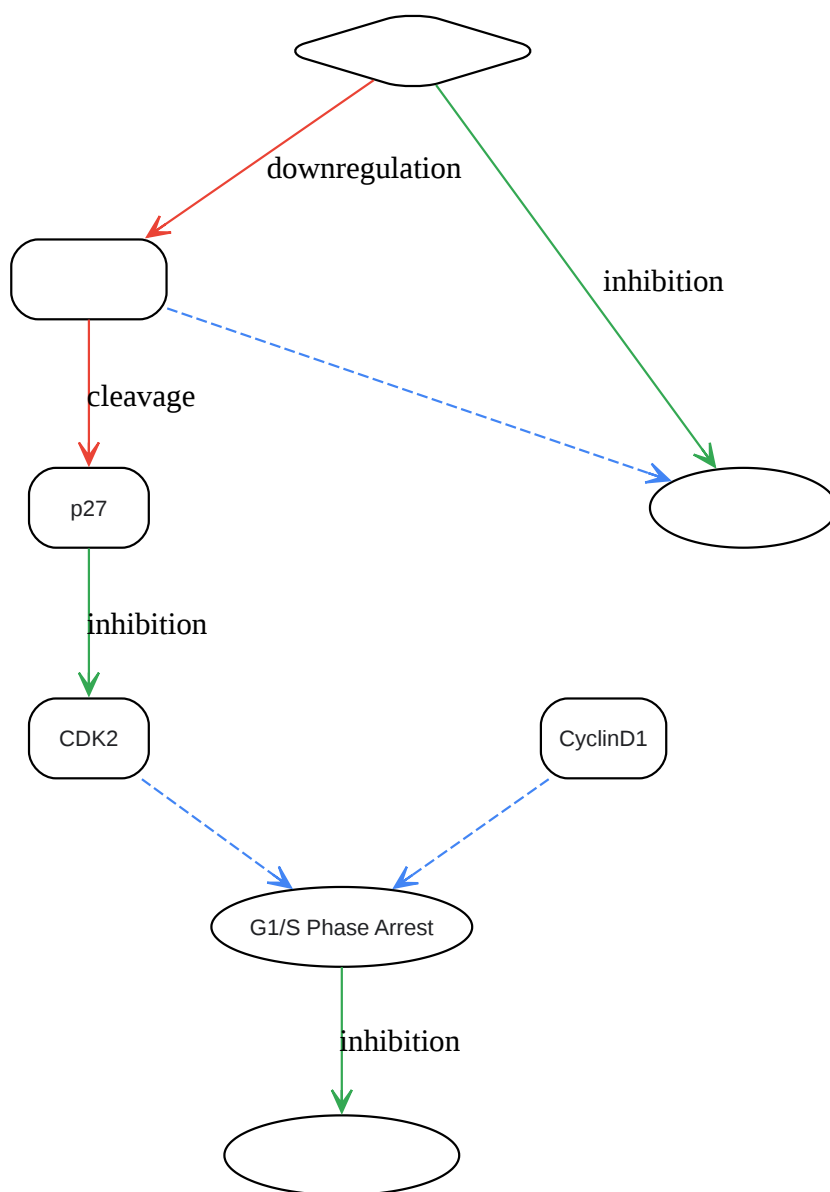 downregulation
inhibition
cleavage
p27
inhibition
CDK2
CyclinD1
G1/S Phase Arrest
inhibition